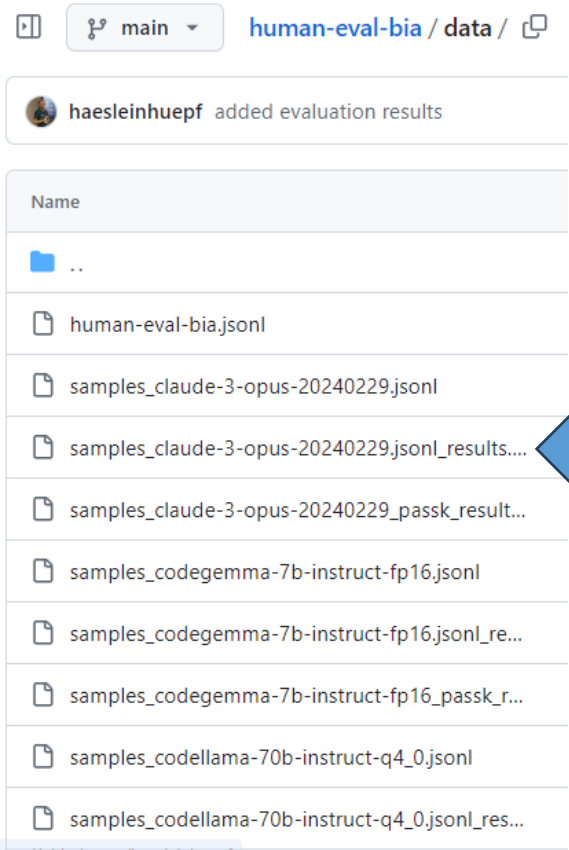 main
human-eval-bia / data /
haesleinhuepf added evaluation results
Name
..
human-eval-bia.jsonl
samples_claude-3-opus-20240229.jsonl
samples_claude-3-opus-20240229.jsonl_results....
samples_claude-3-opus-20240229_passk_result...
samples_codegemma-7b-instruct-fp16.jsonl
samples_codegemma-7b-instruct-fp16.jsonl_re...
samples_codegemma-7b-instruct-fp16_passk_r...
samples_codellama-70b-instruct-q4_0.jsonl
samples_codellama-70b-instruct-q4_0.jsonl_res...